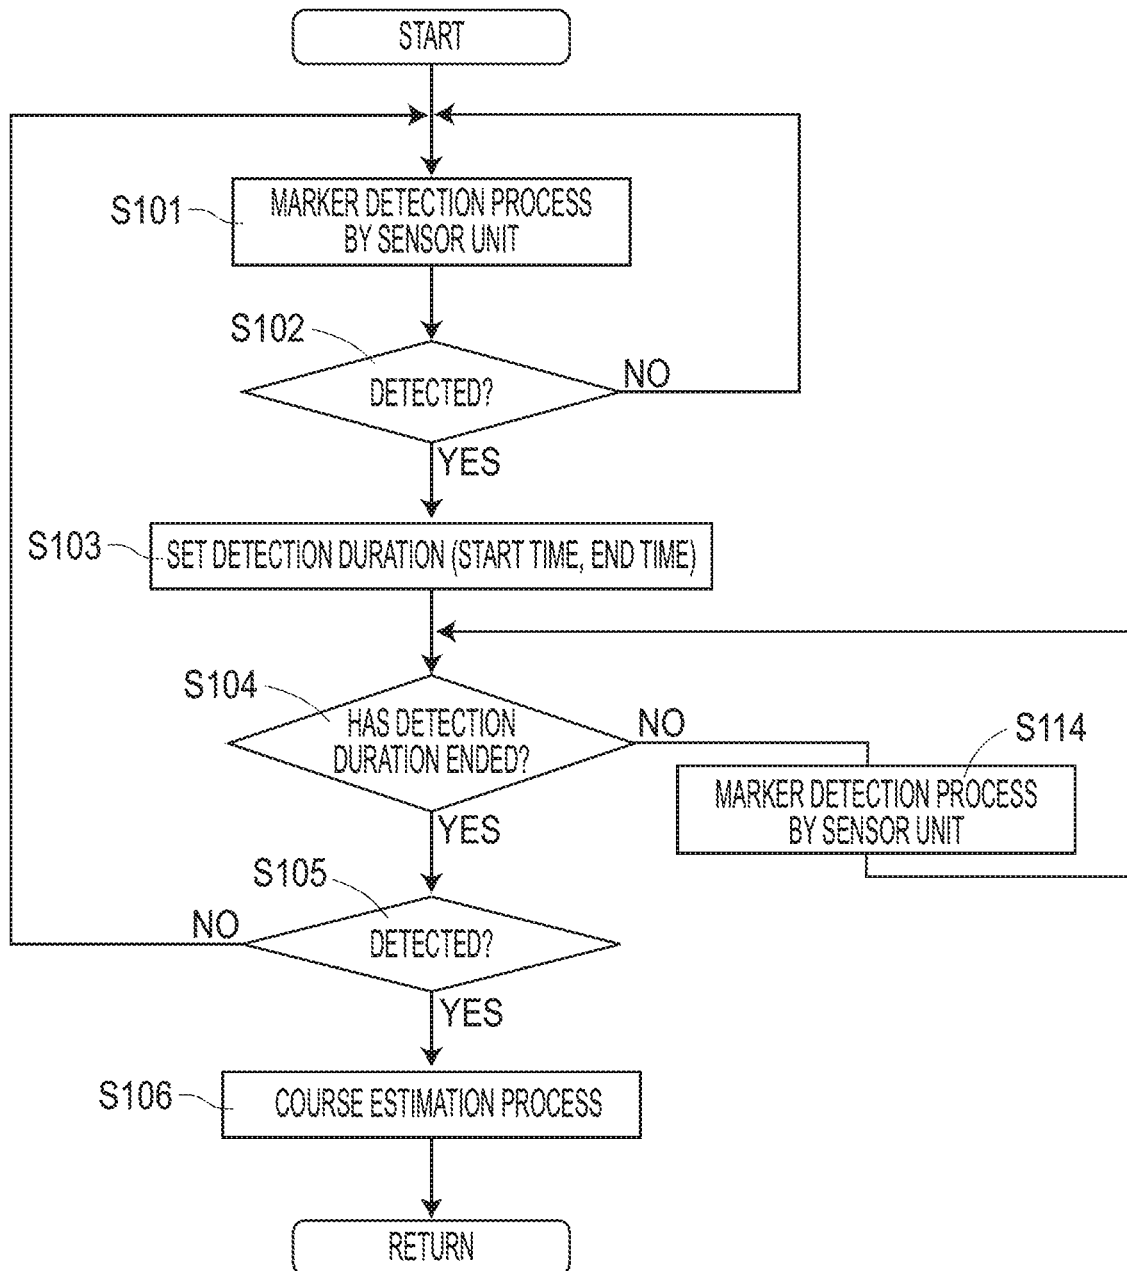 START
S101
MARKER DETECTION PROCESS
BY SENSOR UNIT
S102
DETECTED?
NO
YES
S103
SET DETECTION DURATION (START TIME, END TIME)
S104
HAS DETECTION
DURATION ENDED?
NO
S114
MARKER DETECTION PROCESS
BY SENSOR UNIT
YES
S105
DETECTED?
NO
YES
S106
COURSE ESTIMATION PROCESS
RETURN